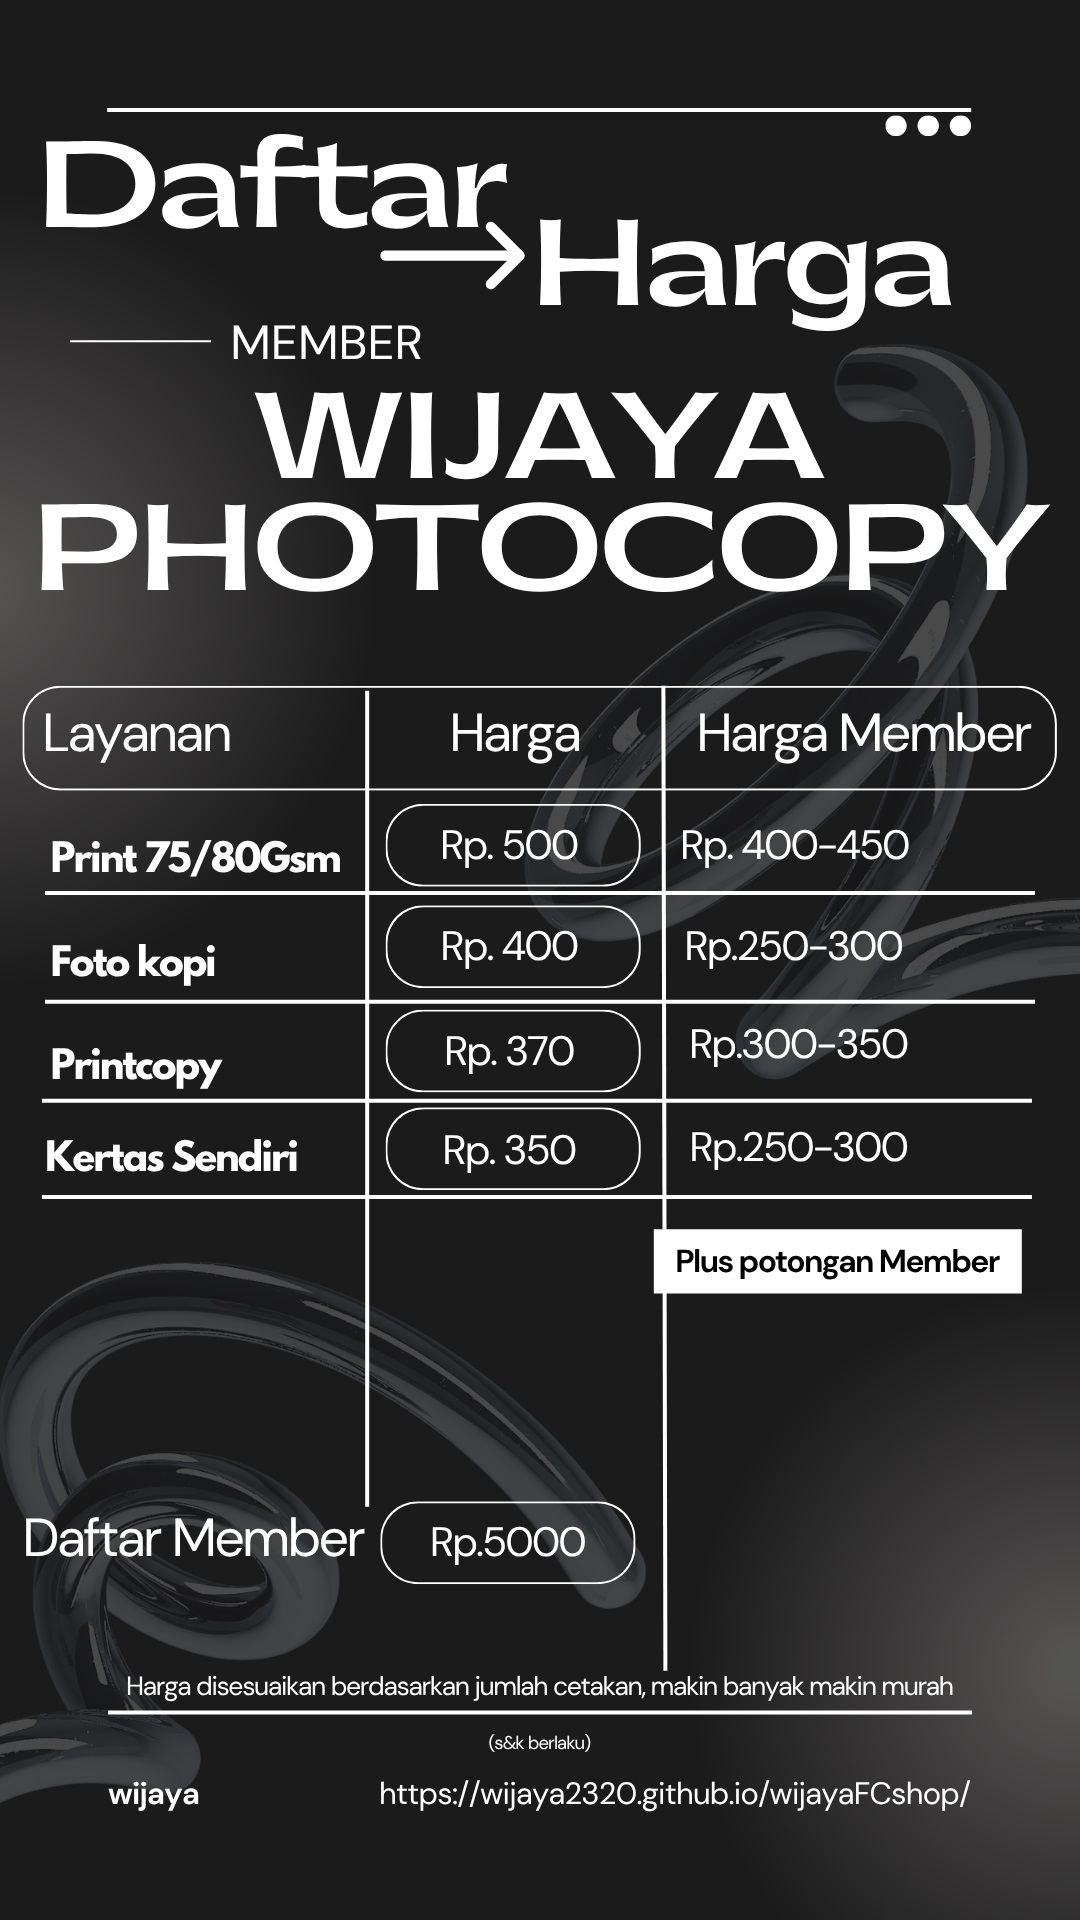 Daftar
Harga
MEMBER
WIJAYA
PHOTOCOPY
Layanan Harga Harga Member
Print 75/80Gsm Rp. 500 Rp. 400-450
Foto kopi Rp. 400 Rp.250-300
Printcopy Rp. 370 Rp.300-350
Kertas Sendiri Rp. 350 Rp.250-300
Plus potongan Member
Daftar Member Rp.5000
Harga disesuaikan berdasarkan jumlah cetakan, makin banyak makin murah
(s&k berlaku)
wijaya https://wijaya2320.github.io/wijayaFCshop/